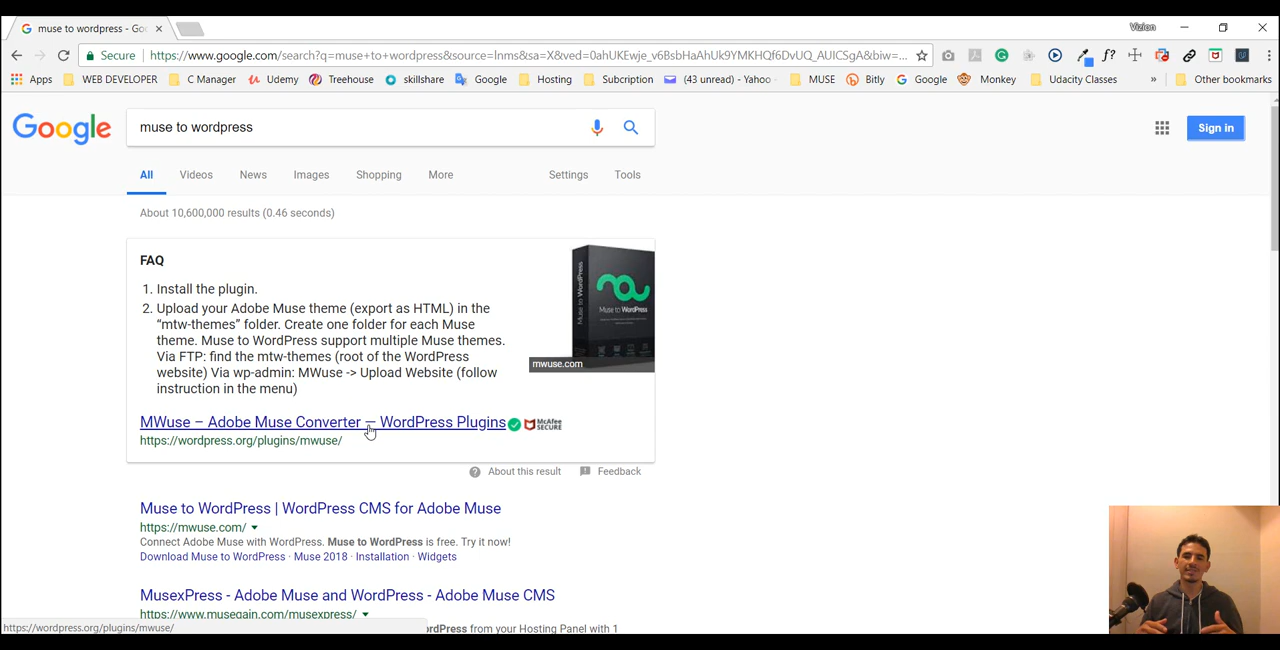 muse to wordpress - Goo
Vizion
Secure
https://www.google.com/search?q=muse+to+wordpress&source=lnms&sa=X&ved=0ahUKEwje_v6BsbHaAhUk9YMKHQf6DvUQ_AUICSgA&biw=...
Apps
WEB DEVELOPER
C Manager
Udemy
Treehouse
skillshare
Google
Hosting
Subcription
(43 unread) - Yahoo
MUSE
Bitly
Google
Monkey
Udacity Classes
»
Other bookmarks
Google
muse to wordpress
Sign in
All
Videos
News
Images
Shopping
More
Settings
Tools
About 10,600,000 results (0.46 seconds)
FAQ
1. Install the plugin.
2. Upload your Adobe Muse theme (export as HTML) in the
“mtw-themes” folder. Create one folder for each Muse
theme. Muse to WordPress support multiple Muse themes.
Via FTP: find the mtw-themes (root of the WordPress
website) Via wp-admin: MWuse -> Upload Website (follow
instruction in the menu)
Muse to WordPress
Muse to WordPress
mwuse.com
MWuse – Adobe Muse Converter — WordPress Plugins
McAfee
SECURE
https://wordpress.org/plugins/mwuse/
About this result
Feedback
Muse to WordPress | WordPress CMS for Adobe Muse
https://mwuse.com/
Connect Adobe Muse with WordPress. Muse to WordPress is free. Try it now!
Download Muse to WordPress · Muse 2018 · Installation · Widgets
MusexPress - Adobe Muse and WordPress - Adobe Muse CMS
https://www.musegain.com/musexpress/
https://wordpress.org/plugins/mwuse/
ordPress from your Hosting Panel with 1